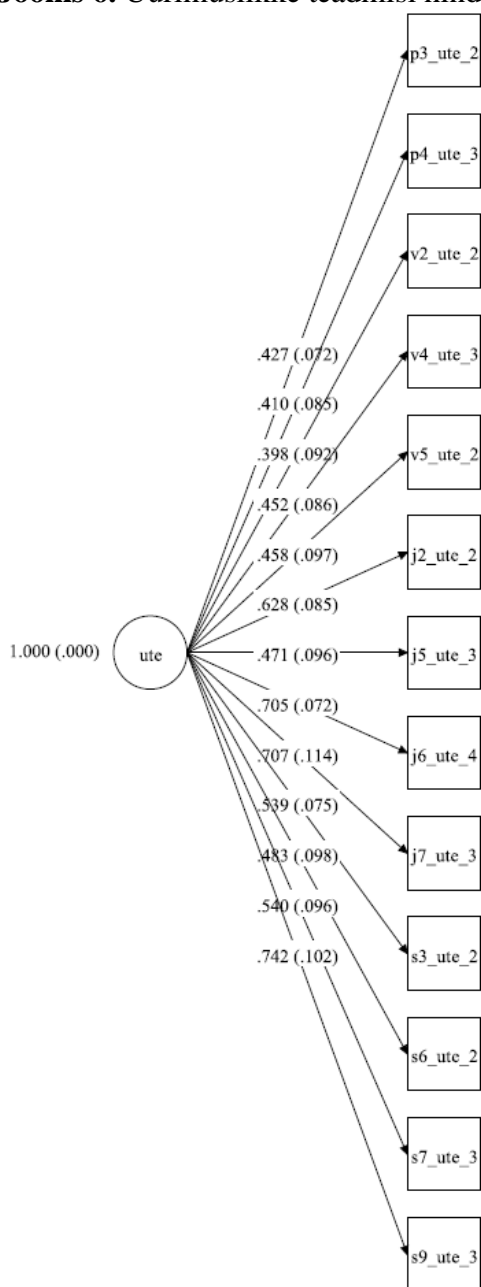 p3_ute_2
p4_ute_3
v2_ute_2
v4_ute_3
.427 (.072)
.410 (.085)
.398 (.092)
v5_ute_2
.452 (.086)
.458 (.097)
j2_ute_2
.628 (.085)
1.000 (.000)
ute
.471 (.096)
j5_ute_3
.705 (.072)
.707 (.114)
j6_ute_4
.539 (.075)
.483 (.098)
j7_ute_3
.540 (.096)
.742 (.102)
s3_ute_2
s6_ute_2
s7_ute_3
s9_ute_3